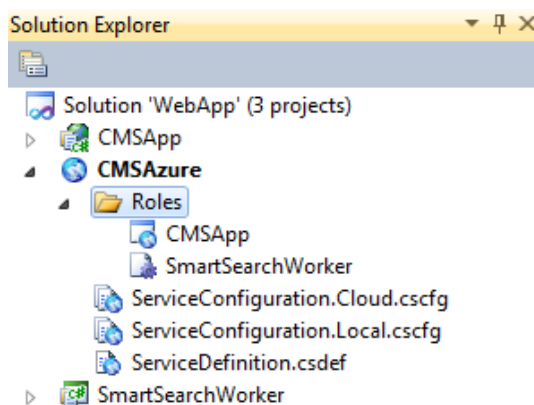 Solution Explorer
Solution 'WebApp' (3 projects)
CMSApp
CMSAzure
Roles
CMSApp
SmartSearchWorker
ServiceConfiguration.Cloud.cscfg
ServiceConfiguration.Local.cscfg
ServiceDefinition.csdef
SmartSearchWorker